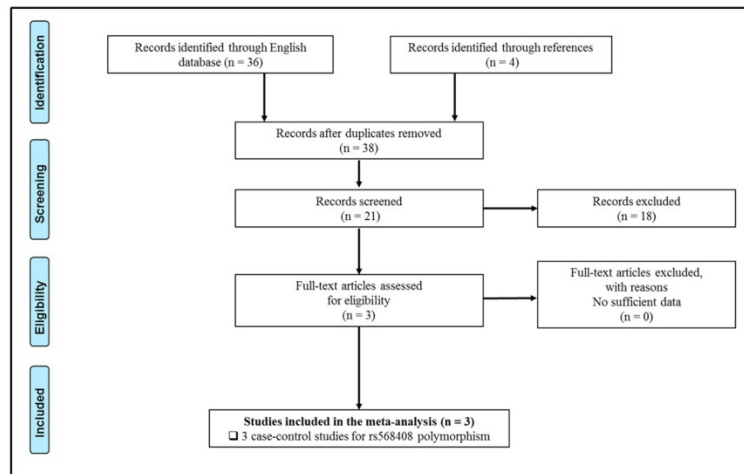 Identification
Records identified through English
database (n = 36)
Records identified through references
(n = 4)
Records after duplicates removed
(n = 38)
Screening
Records screened
(n = 21)
Records excluded
(n = 18)
Eligibility
Full-text articles assessed
for eligibility
(n = 3)
Full-text articles excluded,
with reasons
No sufficient data
(n = 0)
Included
Studies included in the meta-analysis (n = 3)
❑ 3 case-control studies for rs568408 polymorphism